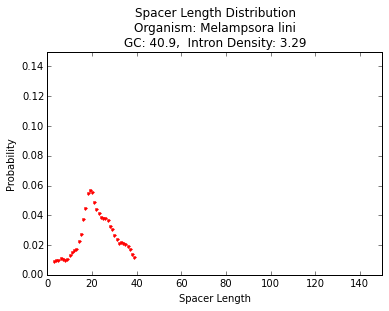 Spacer Length Distribution
Organism: Melampsora lini
GC: 40.9,  Intron Density: 3.29
0.14
0.12
0.10
0.08
0.06
0.04
0.02
0.00
Probability
0 20 40 60 80 100 120 140
Spacer Length